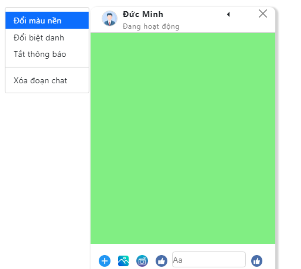 Đổi màu nền
Đổi biệt danh
Tắt thông báo
Xóa đoạn chat
Đức Minh
Đang hoạt động
Aa